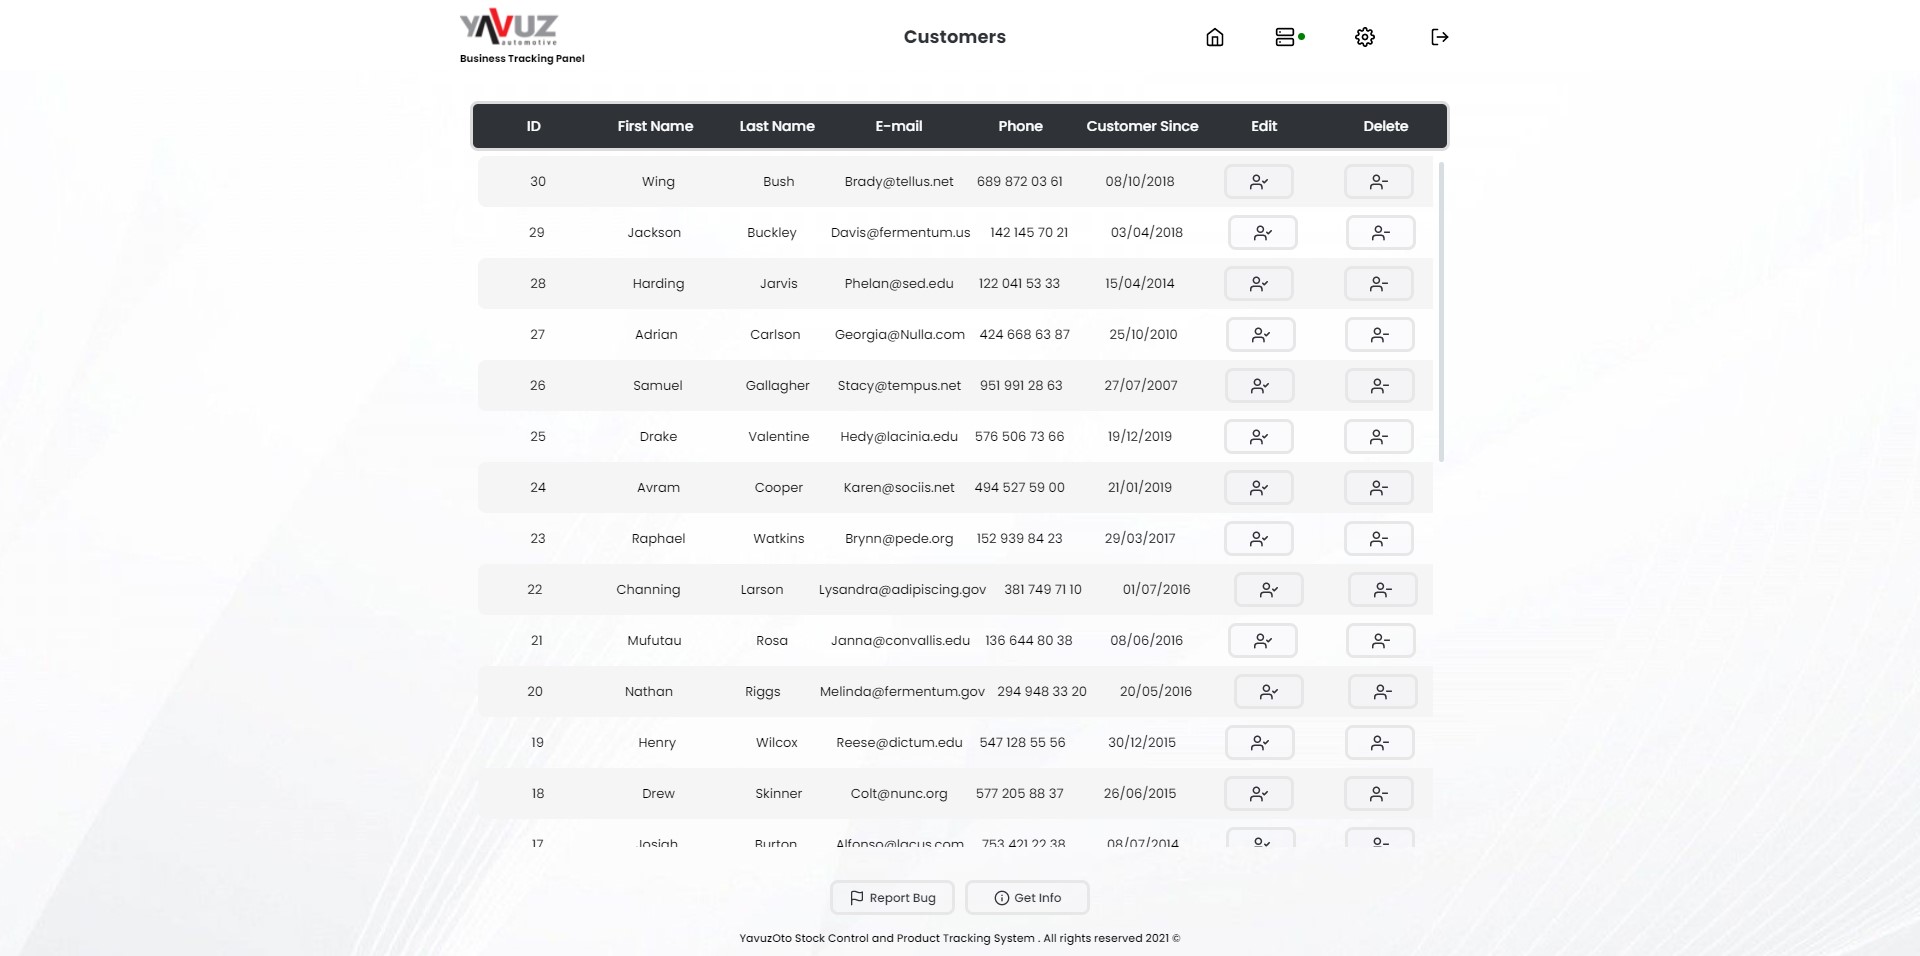 YAVUZ
automotive
Business Tracking Panel
Customers
ID First Name Last Name E-mail Phone Customer Since Edit Delete
30 Wing Bush Brady@tellus.net 689 872 03 61 08/10/2018
29 Jackson Buckley Davis@fermentum.us 142 145 70 21 03/04/2018
28 Harding Jarvis Phelan@sed.edu 122 041 53 33 15/04/2014
27 Adrian Carlson Georgia@Nulla.com 424 668 63 87 25/10/2010
26 Samuel Gallagher Stacy@tempus.net 951 991 28 63 27/07/2007
25 Drake Valentine Hedy@lacinia.edu 576 506 73 66 19/12/2019
24 Avram Cooper Karen@sociis.net 494 527 59 00 21/01/2019
23 Raphael Watkins Brynn@pede.org 152 939 84 23 29/03/2017
22 Channing Larson Lysandra@adipiscing.gov 381 749 71 10 01/07/2016
21 Mufutau Rosa Janna@convallis.edu 136 644 80 38 08/06/2016
20 Nathan Riggs Melinda@fermentum.gov 294 948 33 20 20/05/2016
19 Henry Wilcox Reese@dictum.edu 547 128 55 56 30/12/2015
18 Drew Skinner Colt@nunc.org 577 205 88 37 26/06/2015
17 Josiah Burton Alfonso@lacus.com 753 421 22 38 08/07/2014
Report Bug Get Info
YavuzOto Stock Control and Product Tracking System . All rights reserved 2021 ©